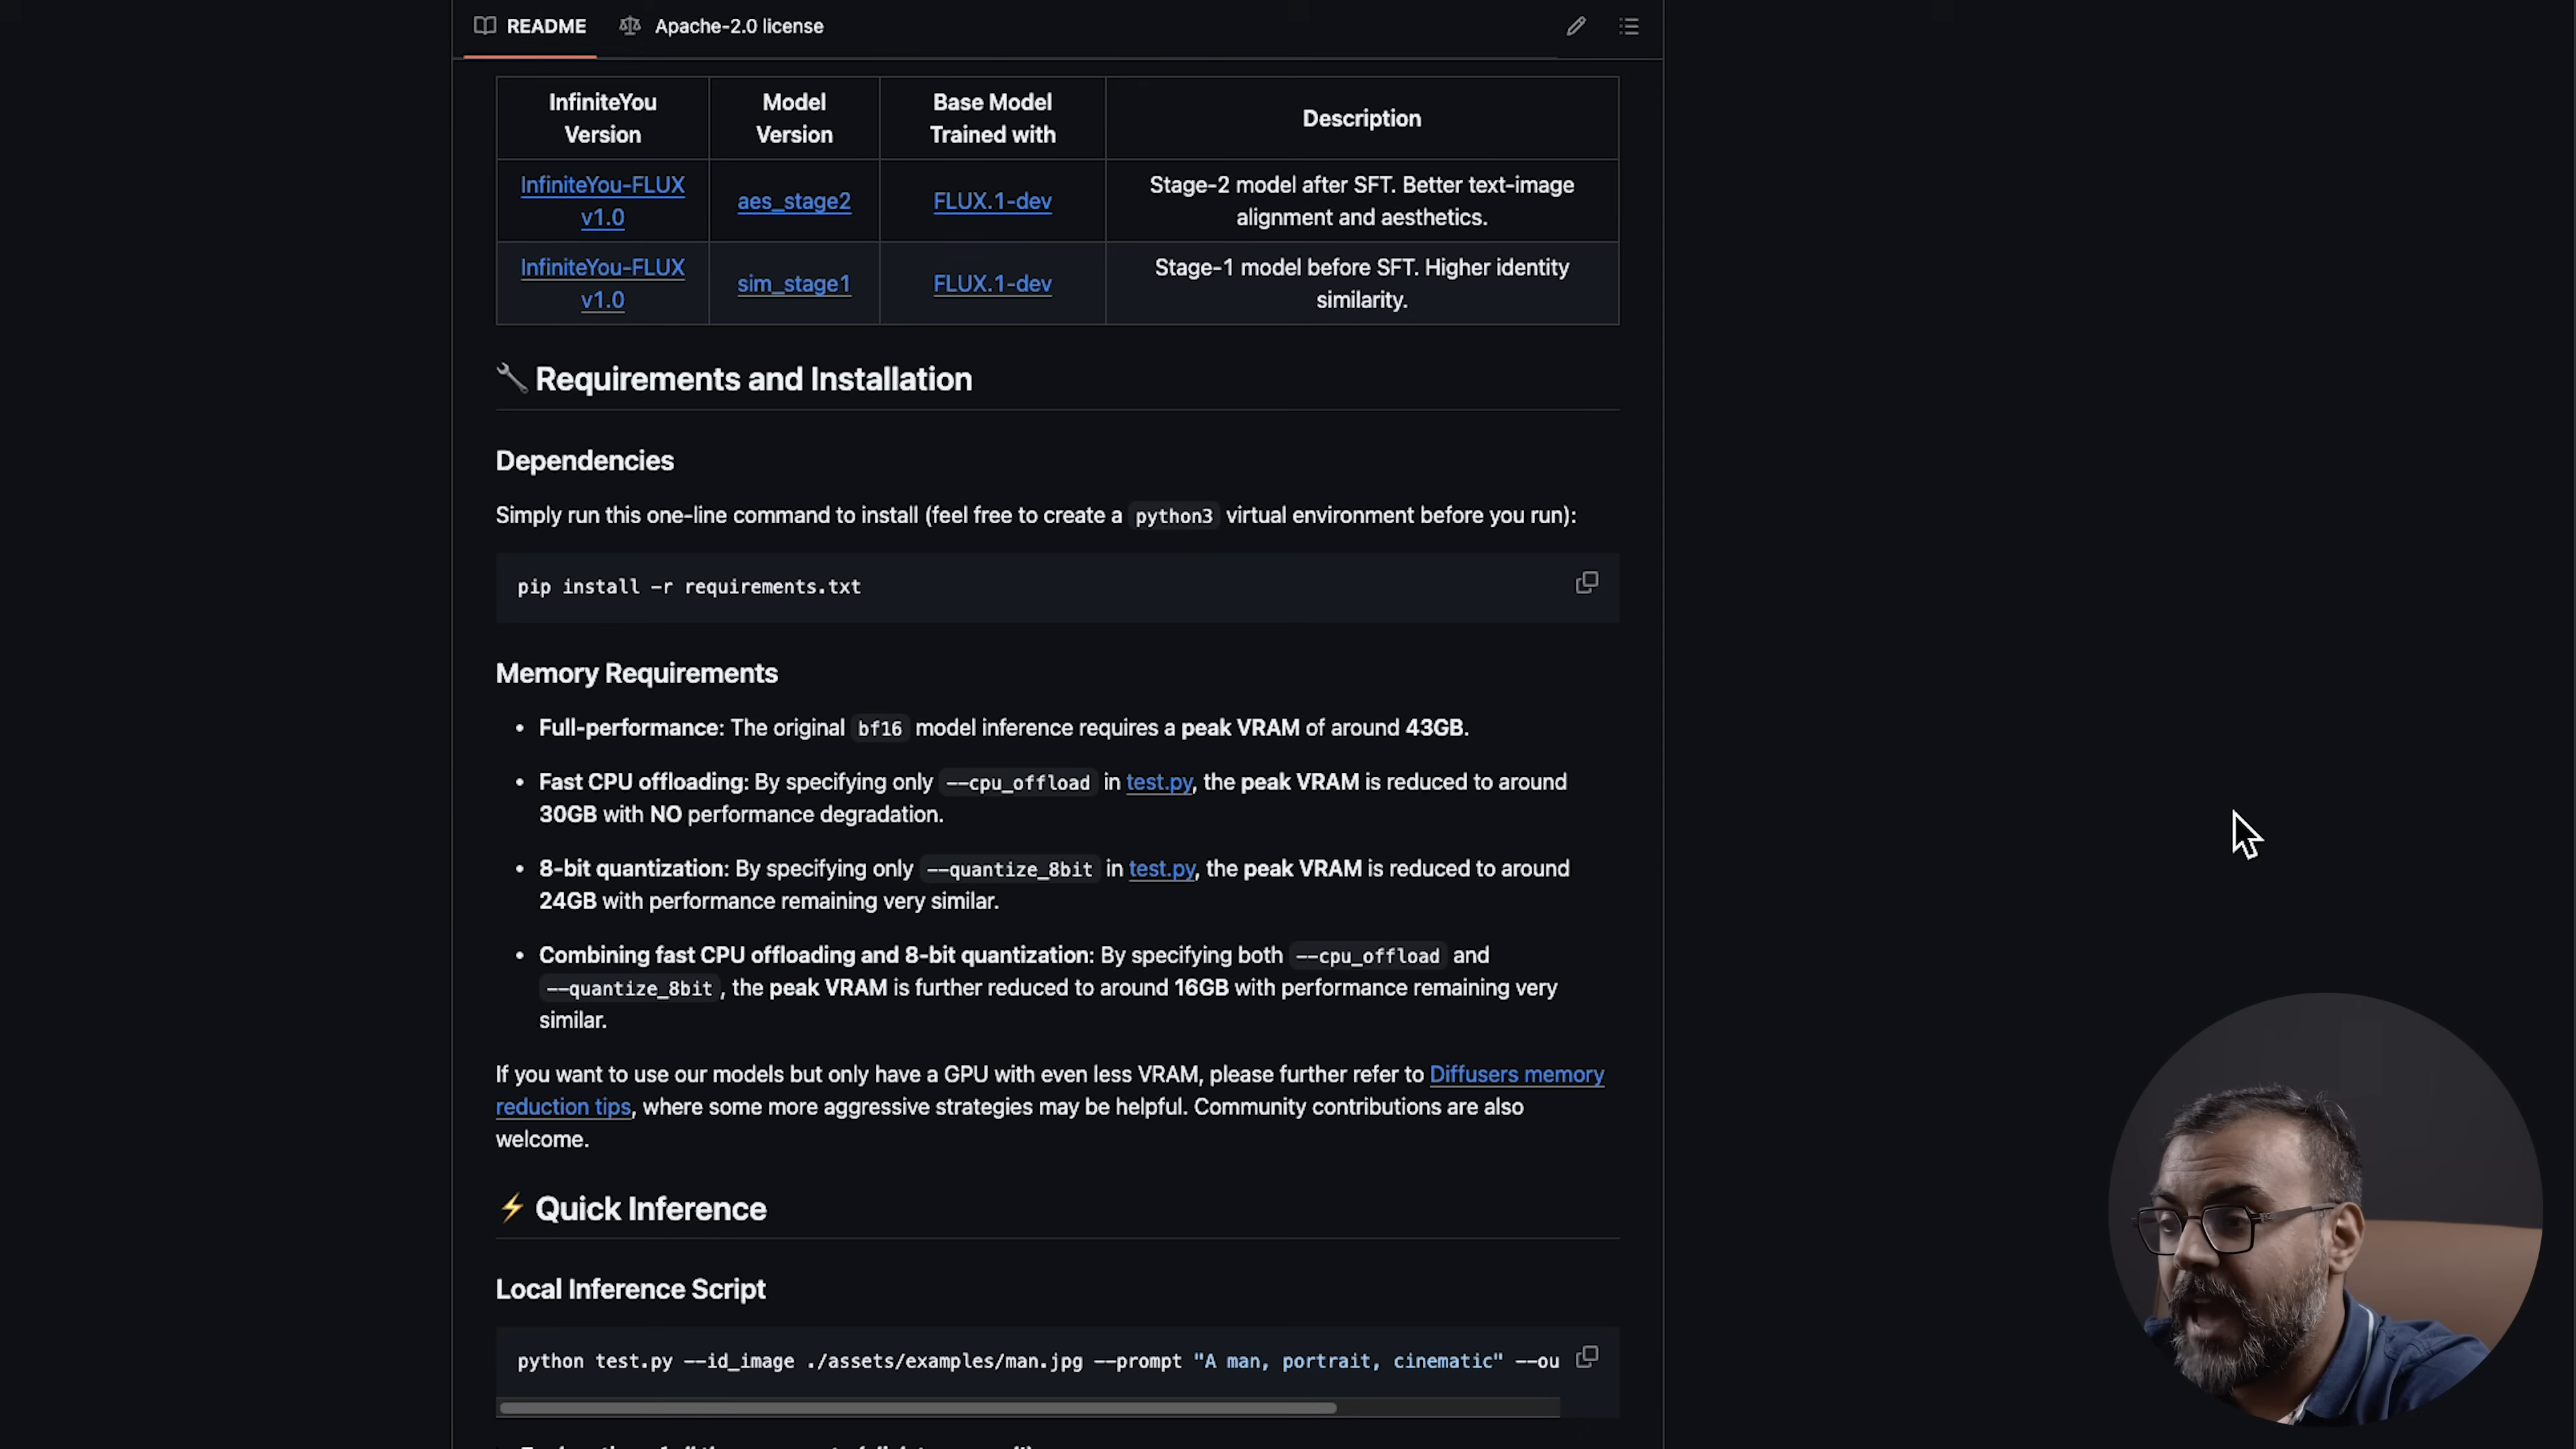 README Apache-2.0 license
InfiniteYou Version Model Version Base Model Trained with Description
InfiniteYou-FLUX v1.0 aes_stage2 FLUX.1-dev Stage-2 model after SFT. Better text-image alignment and aesthetics.
InfiniteYou-FLUX v1.0 sim_stage1 FLUX.1-dev Stage-1 model before SFT. Higher identity similarity.
Requirements and Installation
Dependencies
Simply run this one-line command to install (feel free to create a python3 virtual environment before you run):
pip install -r requirements.txt
Memory Requirements
• Full-performance: The original bf16 model inference requires a peak VRAM of around 43GB.
• Fast CPU offloading: By specifying only --cpu_offload in test.py, the peak VRAM is reduced to around
30GB with NO performance degradation.
• 8-bit quantization: By specifying only --quantize_8bit in test.py, the peak VRAM is reduced to around
24GB with performance remaining very similar.
• Combining fast CPU offloading and 8-bit quantization: By specifying both --cpu_offload and
--quantize_8bit, the peak VRAM is further reduced to around 16GB with performance remaining very
similar.
If you want to use our models but only have a GPU with even less VRAM, please further refer to Diffusers memory
reduction tips, where some more aggressive strategies may be helpful. Community contributions are also
welcome.
⚡ Quick Inference
Local Inference Script
python test.py --id_image ./assets/examples/man.jpg --prompt "A man, portrait, cinematic" --ou